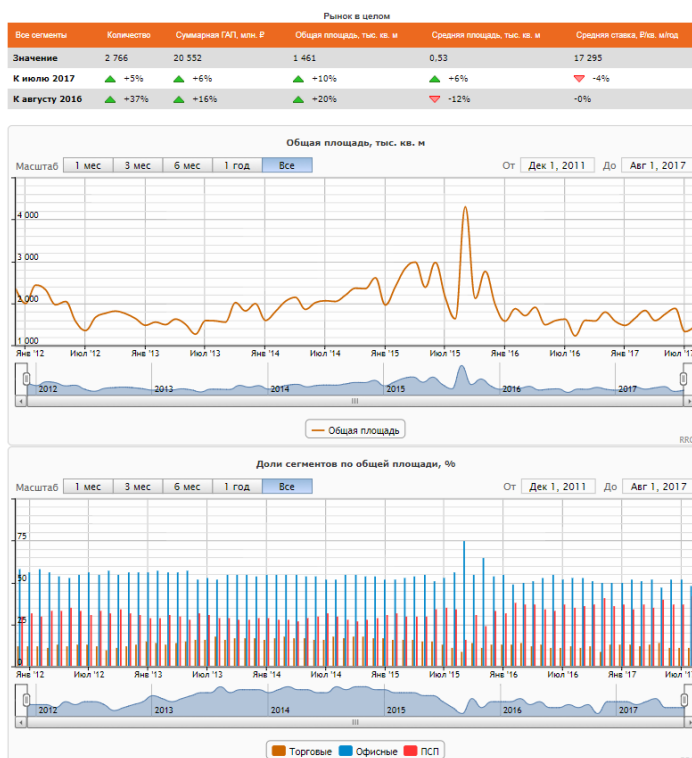 Рынок в целом
Все сегменты Количество Суммарная ГАП, млн. ₽ Общая площадь, тыс. кв. м Средняя площадь, тыс. кв. м Средняя ставка, ₽/кв. м/год
Значение 2 766 20 552 1 461 0,53 17 295
К июлю 2017 +5% +6% +10% +6% -4%
К августу 2016 +37% +16% +20% -12% -0%
Общая площадь, тыс. кв. м
Масштаб 1 мес 3 мес 6 мес 1 год Все От Дек 1, 2011 До Авг 1, 2017
4 000
3 000
2 000
1 000
Янв '12 Июл '12 Янв '13 Июл '13 Янв '14 Июл '14 Янв '15 Июл '15 Янв '16 Июл '16 Янв '17 Июл '17
2012 2013 2014 2015 2016 2017
Общая площадь
RRG
Доли сегментов по общей площади, %
Масштаб 1 мес 3 мес 6 мес 1 год Все От Дек 1, 2011 До Авг 1, 2017
75
50
25
0
Янв '12 Июл '12 Янв '13 Июл '13 Янв '14 Июл '14 Янв '15 Июл '15 Янв '16 Июл '16 Янв '17 Июл '17
2012 2013 2014 2015 2016 2017
Торговые Офисные ПСП